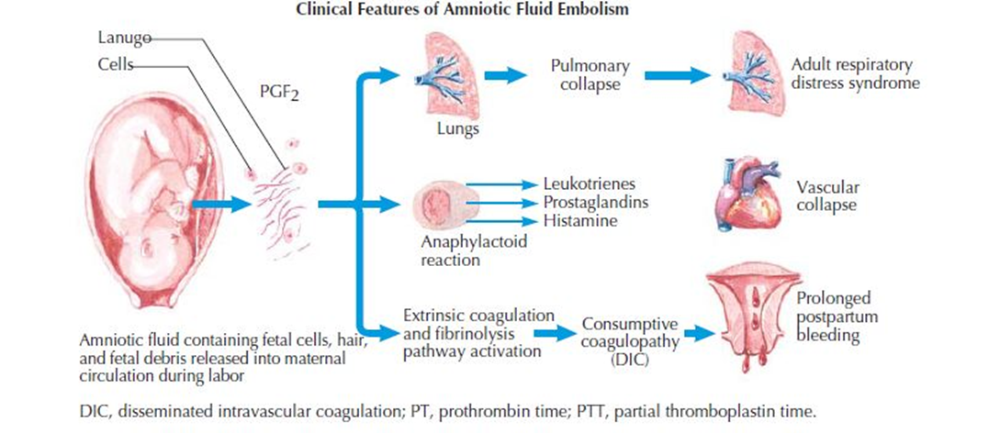 Clinical Features of Amniotic Fluid Embolism
Lanugo
Cells
PGF2
Lungs
Pulmonary
collapse
Adult respiratory
distress syndrome
Anaphylactoid
reaction
Leukotrienes
Prostaglandins
Histamine
Vascular
collapse
Extrinsic coagulation
and fibrinolysis
pathway activation
Consumptive
coagulopathy
(DIC)
Prolonged
postpartum
bleeding
Amniotic fluid containing fetal cells, hair,
and fetal debris released into maternal
circulation during labor
DIC, disseminated intravascular coagulation; PT, prothrombin time; PTT, partial thromboplastin time.